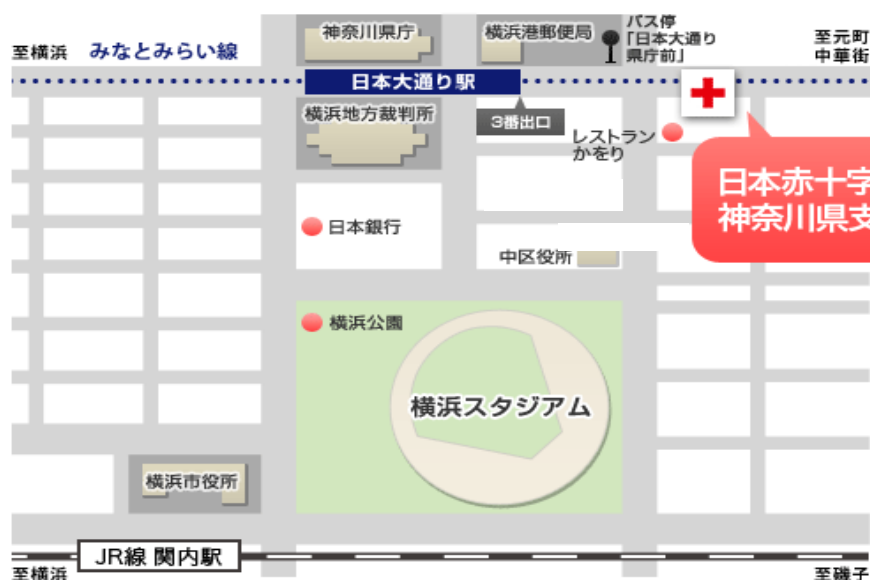 神奈川県庁
横浜港郵便局
バス停
「日本大通り
県庁前」
至横浜
みなとみらい線
至元町
中華街
日本大通り駅
横浜地方裁判所
3番出口
レストラン
かをり
日本赤十字
神奈川県支
日本銀行
中区役所
横浜公園
横浜スタジアム
横浜市役所
JR線 関内駅
至横浜
至磯子